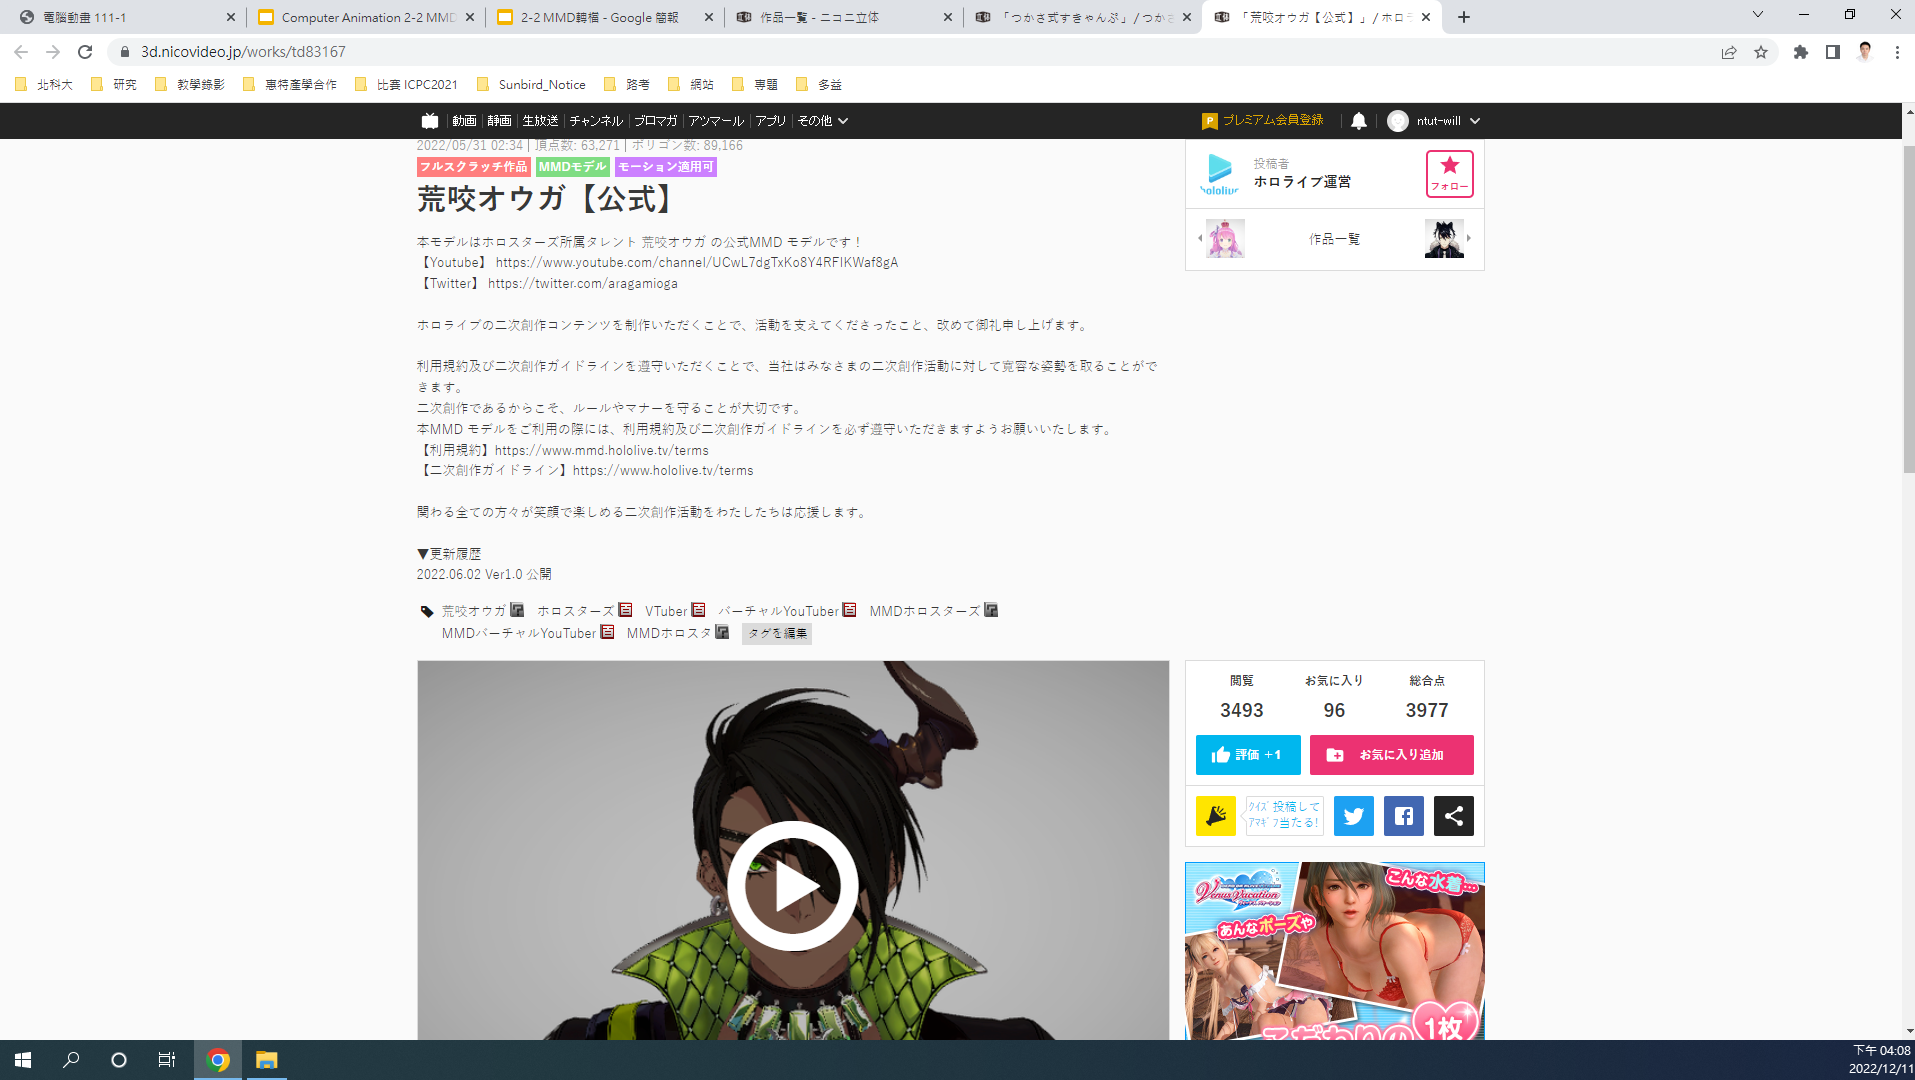 電腦動畫 111-1
Computer Animation 2-2 MMD
2-2 MMD轉檔 - Google 簡報
作品一覧 - ニコニ立体
「つかさ式すきゃんぷ」/ つかさ
「荒咬オウガ【公式】」/ ホロラ
3d.nicovideo.jp/works/td83167
北科大
研究
教學錄影
惠特產學合作
比賽 ICPC2021
Sunbird_Notice
路考
網站
專題
多益
動画
静画
生放送
チャンネル
ブロマガ
アツマール
アプリ
その他
プレミアム会員登録
ntut-will
2022/05/31 02:34 | 頂点数: 63,271 | ポリゴン数: 89,166
フルスクラッチ作品 MMDモデル モーション適用可
荒咬オウガ【公式】
本モデルはホロスターズ所属タレント 荒咬オウガ の公式MMD モデルです！
【Youtube】 https://www.youtube.com/channel/UCwL7dgTxKo8Y4RFIKWaf8gA
【Twitter】 https://twitter.com/aragamioga
ホロライブの二次創作コンテンツを制作いただくことで、活動を支えてくださったこと、改めて御礼申し上げます。
利用規約及び二次創作ガイドラインを遵守いただくことで、当社はみなさまの二次創作活動に対して寛容な姿勢を取ることがで
きます。
二次創作であるからこそ、ルールやマナーを守ることが大切です。
本MMD モデルをご利用の際には、利用規約及び二次創作ガイドラインを必ず遵守いただきますようお願いいたします。
【利用規約】https://www.mmd.hololive.tv/terms
【二次創作ガイドライン】https://www.hololive.tv/terms
関わる全ての方々が笑顔で楽しめる二次創作活動をわたしたちは応援します。
▼更新履歴
2022.06.02 Ver1.0 公開
荒咬オウガ ホロスターズ VTuber バーチャルYouTuber MMDホロスターズ
MMDバーチャルYouTuber MMDホロスタ タグを編集
hololive
投稿者
ホロライブ運営
フォロー
作品一覧
閲覧 お気に入り 総合点
3493 96 3977
評価 +1
お気に入り追加
ｸｲｽﾞ投稿して
ｱﾏｷﾞﾌ当たる!
Venus Vacation
こんな水着...
あんなポーズや
こだわりの
1枚
下午 04:08
2022/12/11